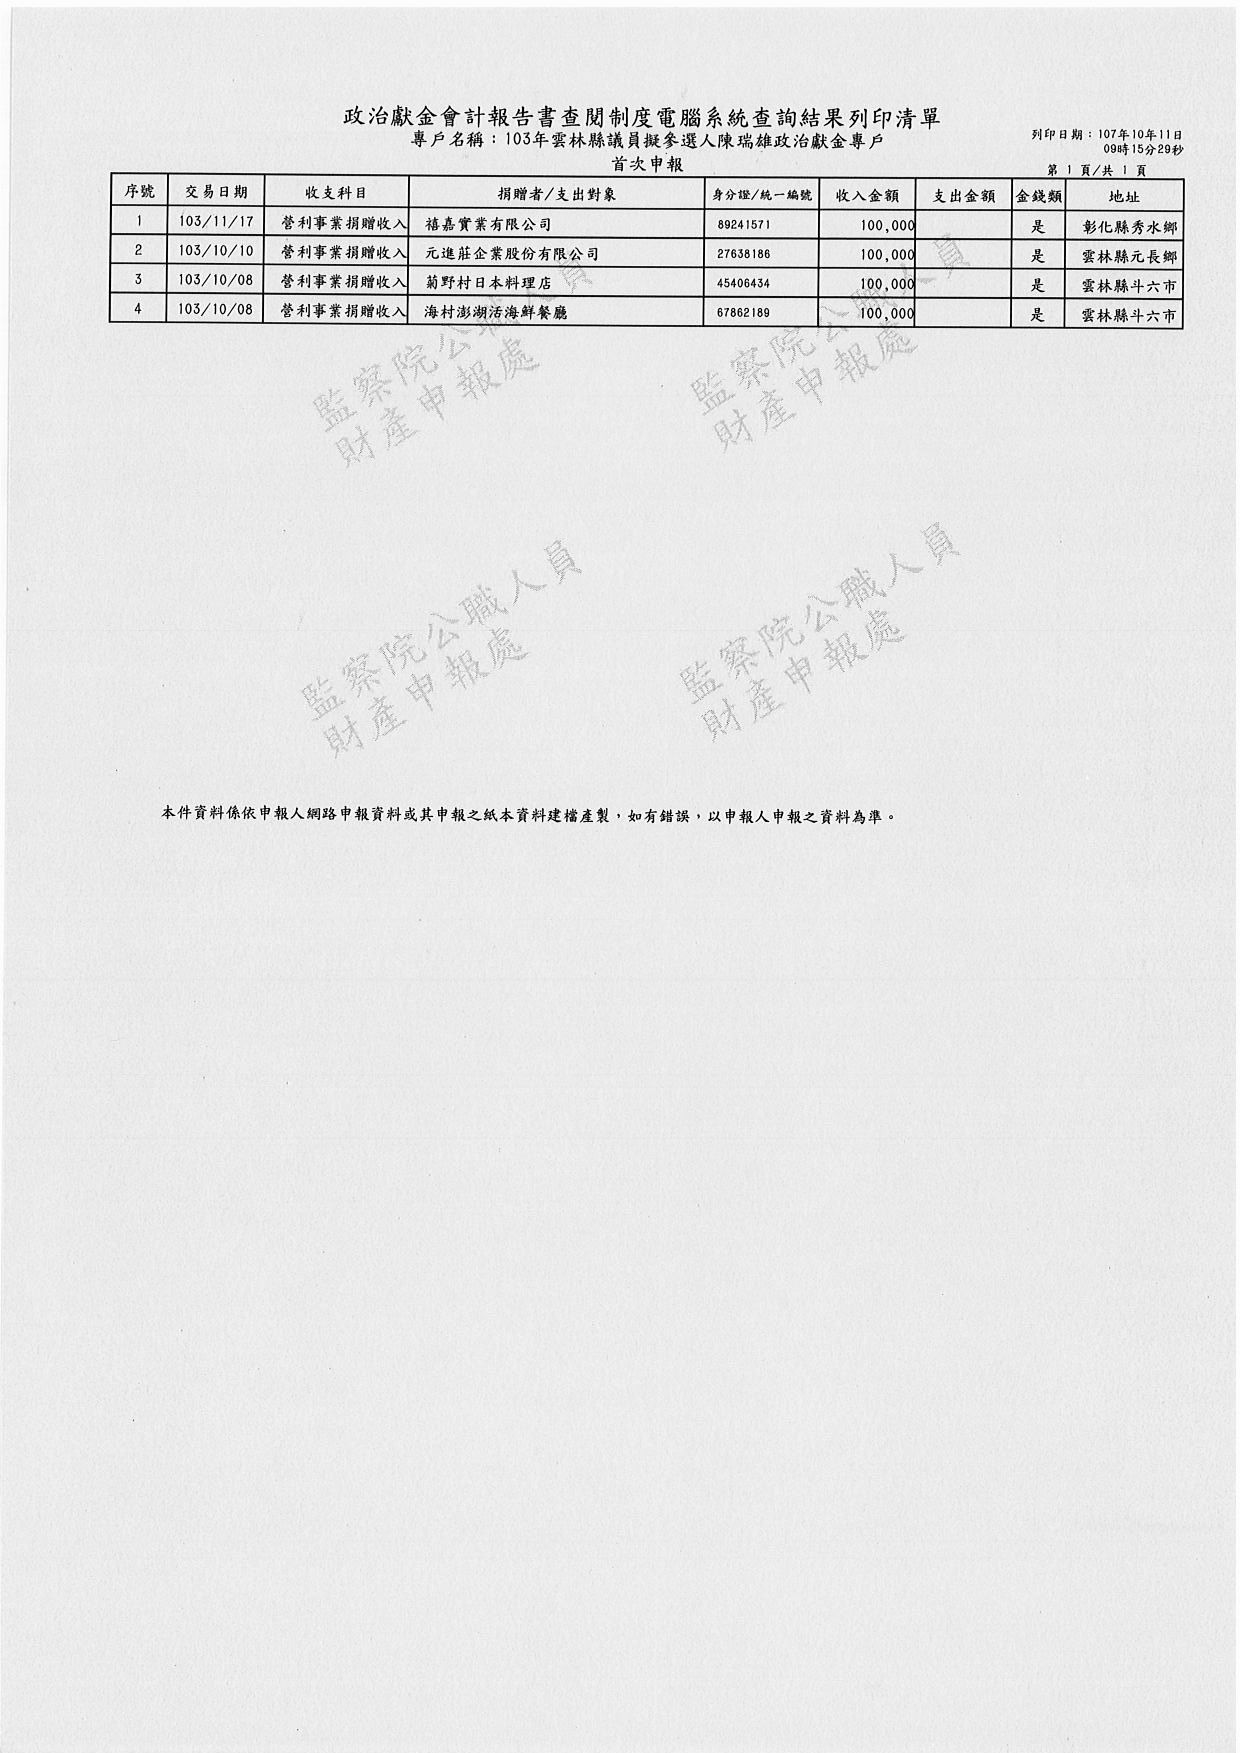 政治獻金會計報告書查閱制度電腦系統查詢結果列印清單
專戶名稱：103年雲林縣議員擬參選人陳瑞雄政治獻金專戶
列印日期：107年10年11日
09時15分29秒
首次申報
第 1 頁/共 1 頁
序號 交易日期 收支科目 捐贈者/支出對象 身分證/統一編號 收入金額 支出金額 金錢類 地址
1 103/11/17 營利事業捐贈收入 禧嘉實業有限公司 89241571 100,000 是 彰化縣秀水鄉
2 103/10/10 營利事業捐贈收入 元進莊企業股份有限公司 27638186 100,000 是 雲林縣元長鄉
3 103/10/08 營利事業捐贈收入 菊野村日本料理店 45406434 100,000 是 雲林縣斗六市
4 103/10/08 營利事業捐贈收入 海村澎湖活海鮮餐廳 67862189 100,000 是 雲林縣斗六市
監察院公職人員
財產申報處
監察院公職人員
財產申報處
監察院公職人員
財產申報處
監察院公職人員
財產申報處
本件資料係依申報人網路申報資料或其申報之紙本資料建檔產製，如有錯誤，以申報人申報之資料為準。